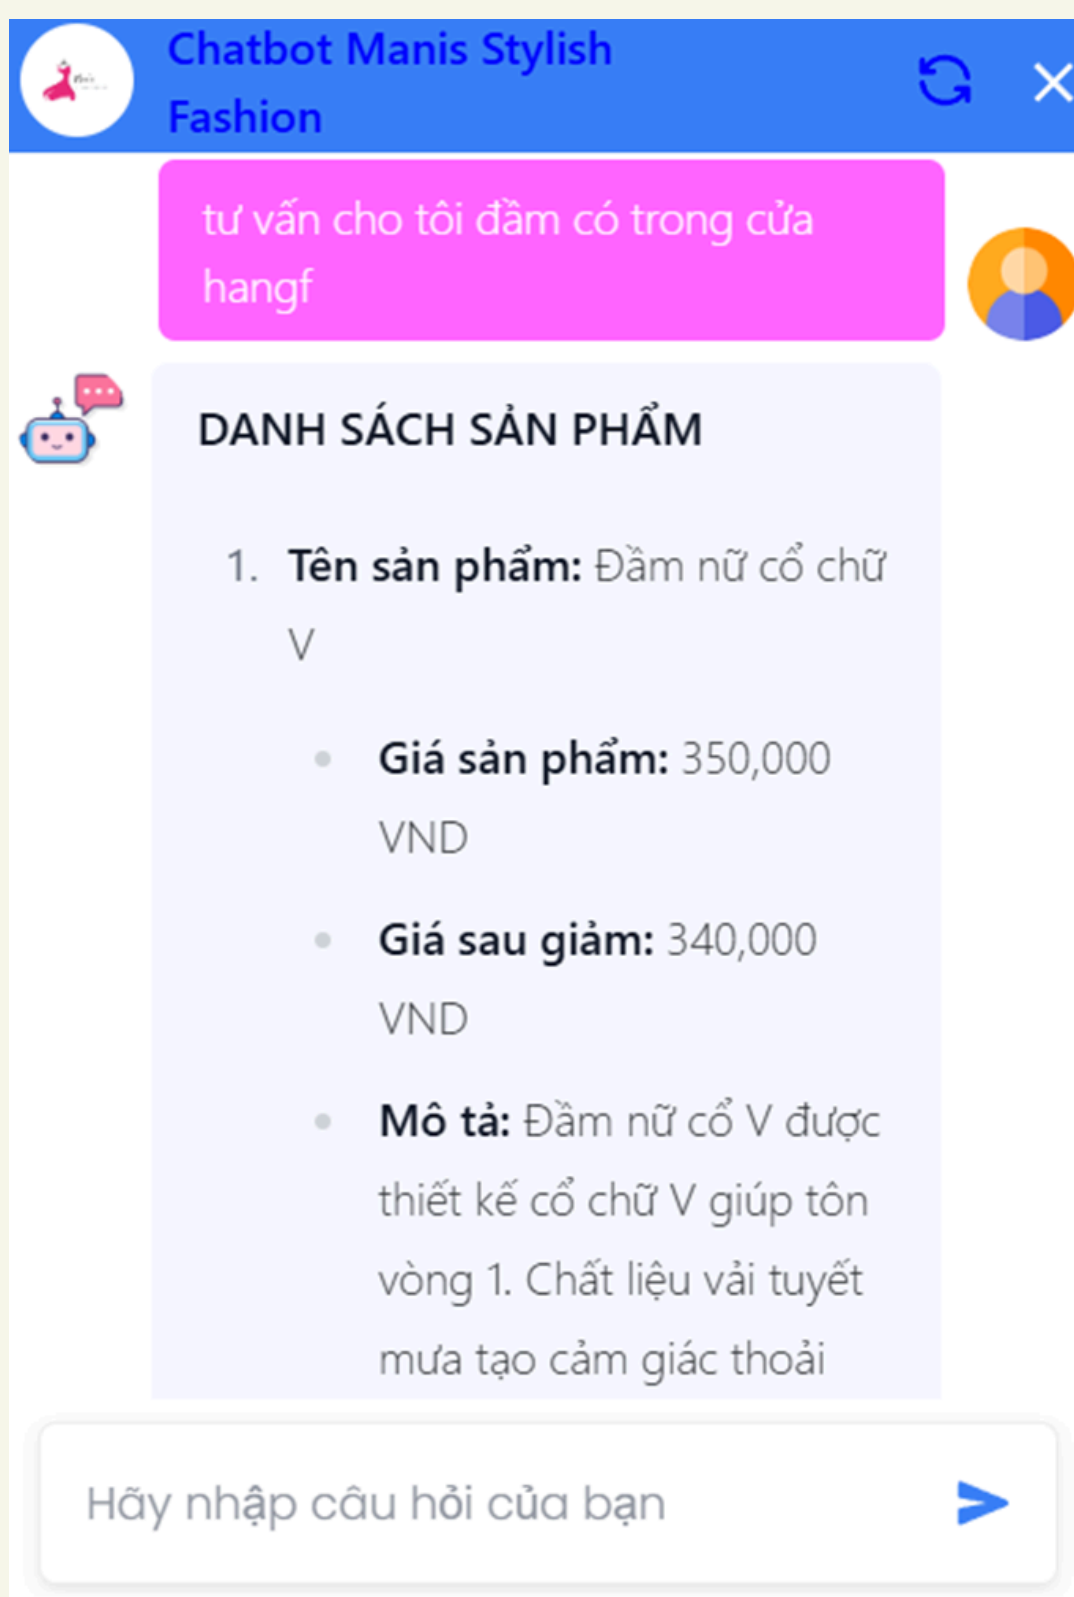 Chatbot Manis Stylish
Fashion
tư vấn cho tôi đầm có trong cửa
hangf
DANH SÁCH SẢN PHẨM
1. Tên sản phẩm: Đầm nữ cổ chữ
V
Giá sản phẩm: 350,000
VND
Giá sau giảm: 340,000
VND
Mô tả: Đầm nữ cổ V được
thiết kế cổ chữ V giúp tôn
vòng 1. Chất liệu vải tuyết
mưa tạo cảm giác thoải
Hãy nhập câu hỏi của bạn